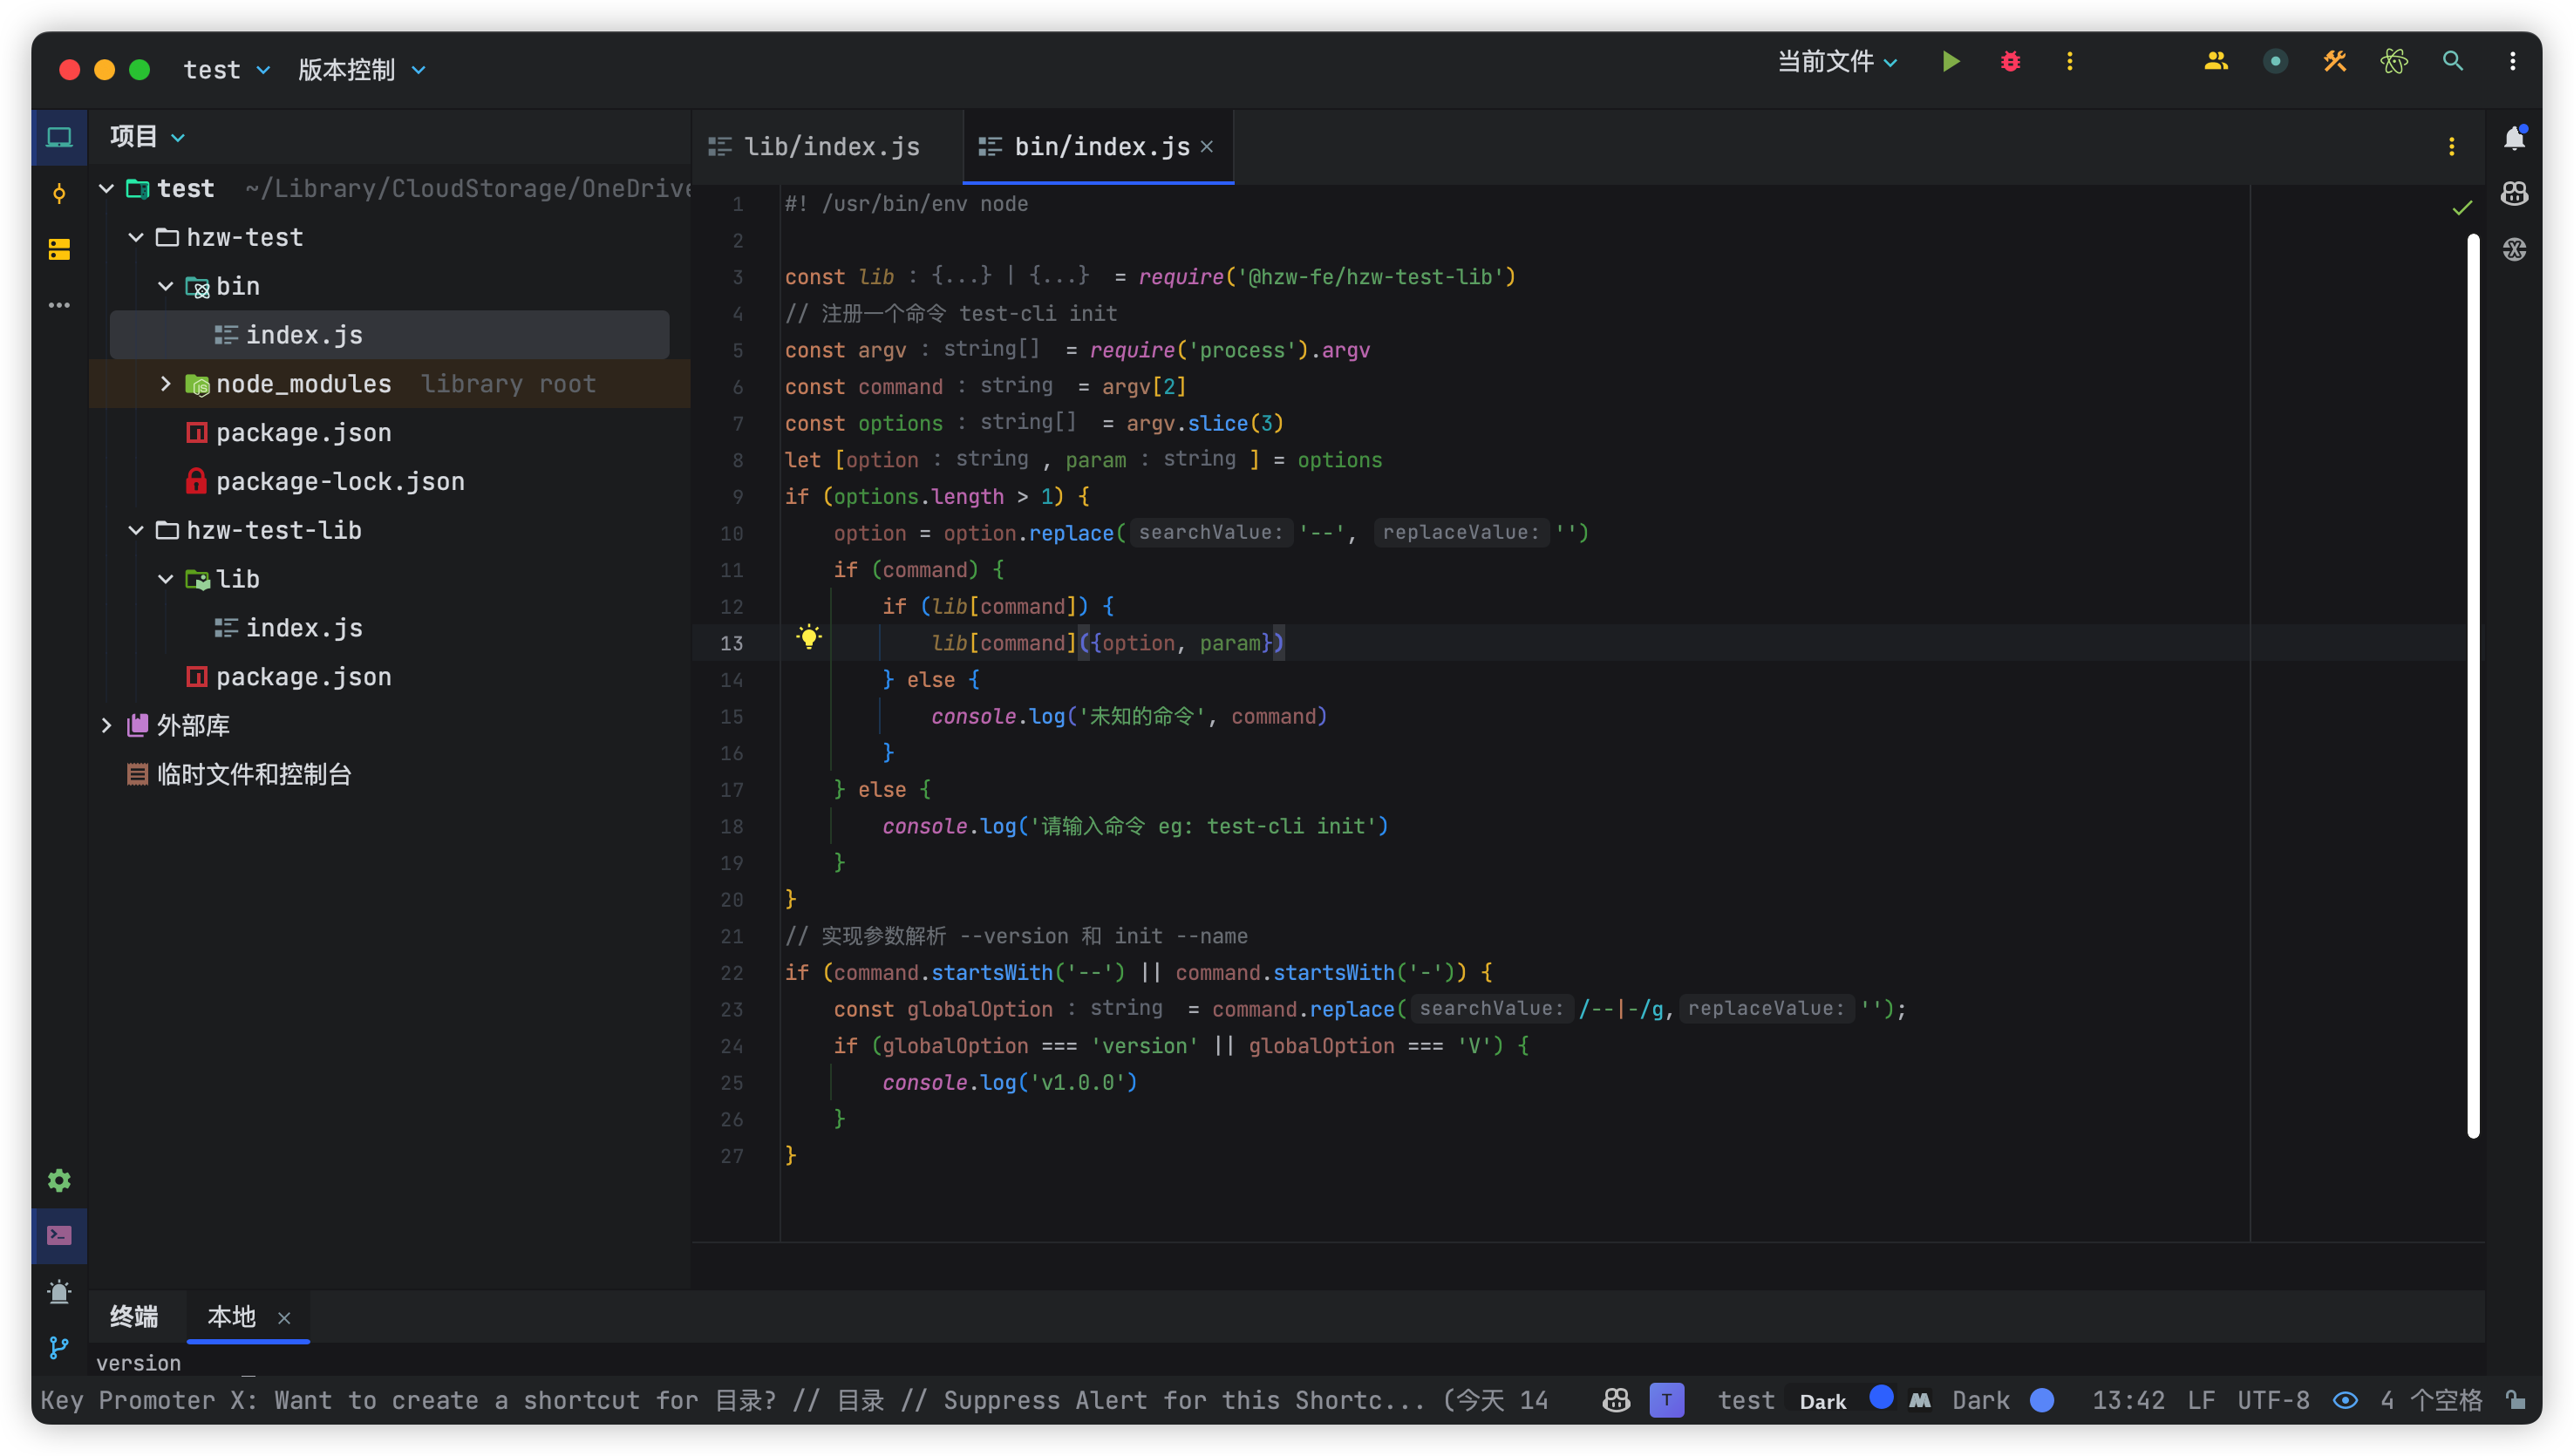 test 版本控制 当前文件
项目
test ~/Library/CloudStorage/OneDrive
hzw-test
bin
index.js
node_modules library root
package.json
package-lock.json
hzw-test-lib
lib
index.js
package.json
外部库
临时文件和控制台
lib/index.js bin/index.js
1 #! /usr/bin/env node
2
3 const lib : {...} | {...} = require('@hzw-fe/hzw-test-lib')
4 // 注册一个命令 test-cli init
5 const argv : string[] = require('process').argv
6 const command : string = argv[2]
7 const options : string[] = argv.slice(3)
8 let [option : string , param : string ] = options
9 if (options.length > 1) {
10 option = option.replace( searchValue: '--', replaceValue: '')
11 if (command) {
12 if (lib[command]) {
13 lib[command]({option, param})
14 } else {
15 console.log('未知的命令', command)
16 }
17 } else {
18 console.log('请输入命令 eg: test-cli init')
19 }
20 }
21 // 实现参数解析 --version 和 init --name
22 if (command.startsWith('--') || command.startsWith('-')) {
23 const globalOption : string = command.replace( searchValue: /--|-/g, replaceValue: '');
24 if (globalOption === 'version' || globalOption === 'V') {
25 console.log('v1.0.0')
26 }
27 }
终端 本地
version
Key Promoter X: Want to create a shortcut for 目录? // 目录 // Suppress Alert for this Shortc... (今天 14 T test Dark Dark 13:42 LF UTF-8 4 个空格